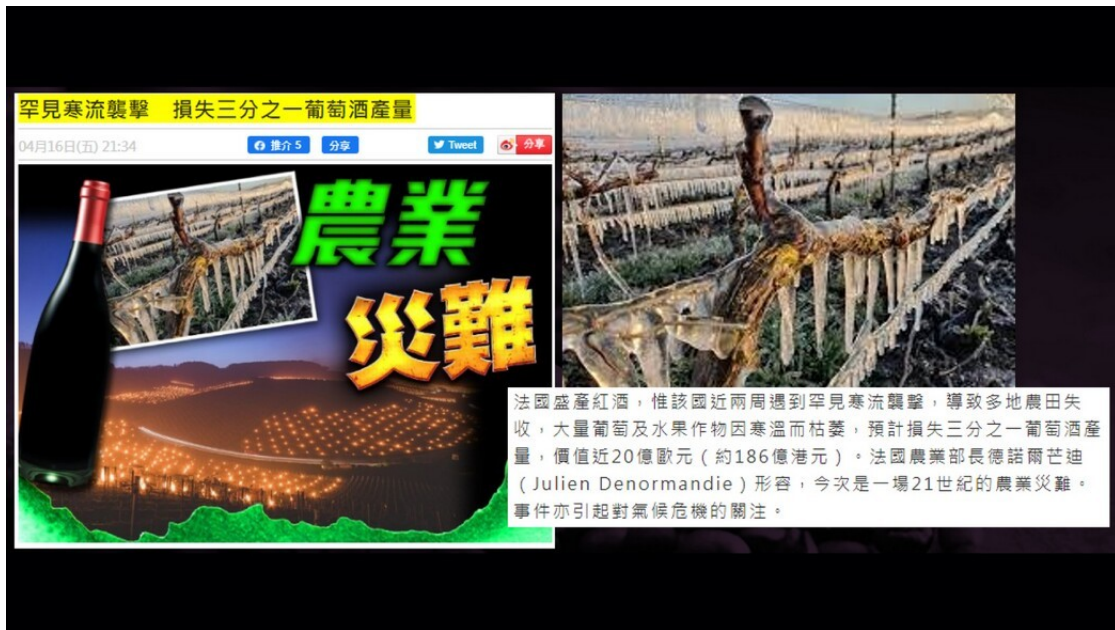 罕見寒流襲擊　損失三分之一葡萄酒產量
04月16日(五) 21:34
推介 5
分享
Tweet
分享
農業
災難
法國盛產紅酒，惟該國近兩周遇到罕見寒流襲擊，導致多地農田失
收，大量葡萄及水果作物因寒溫而枯萎，預計損失三分之一葡萄酒產
量，價值近20億歐元（約186億港元）。法國農業部長德諾爾芒迪
（Julien Denormandie）形容，今次是一場21世紀的農業災難。
事件亦引起對氣候危機的關注。